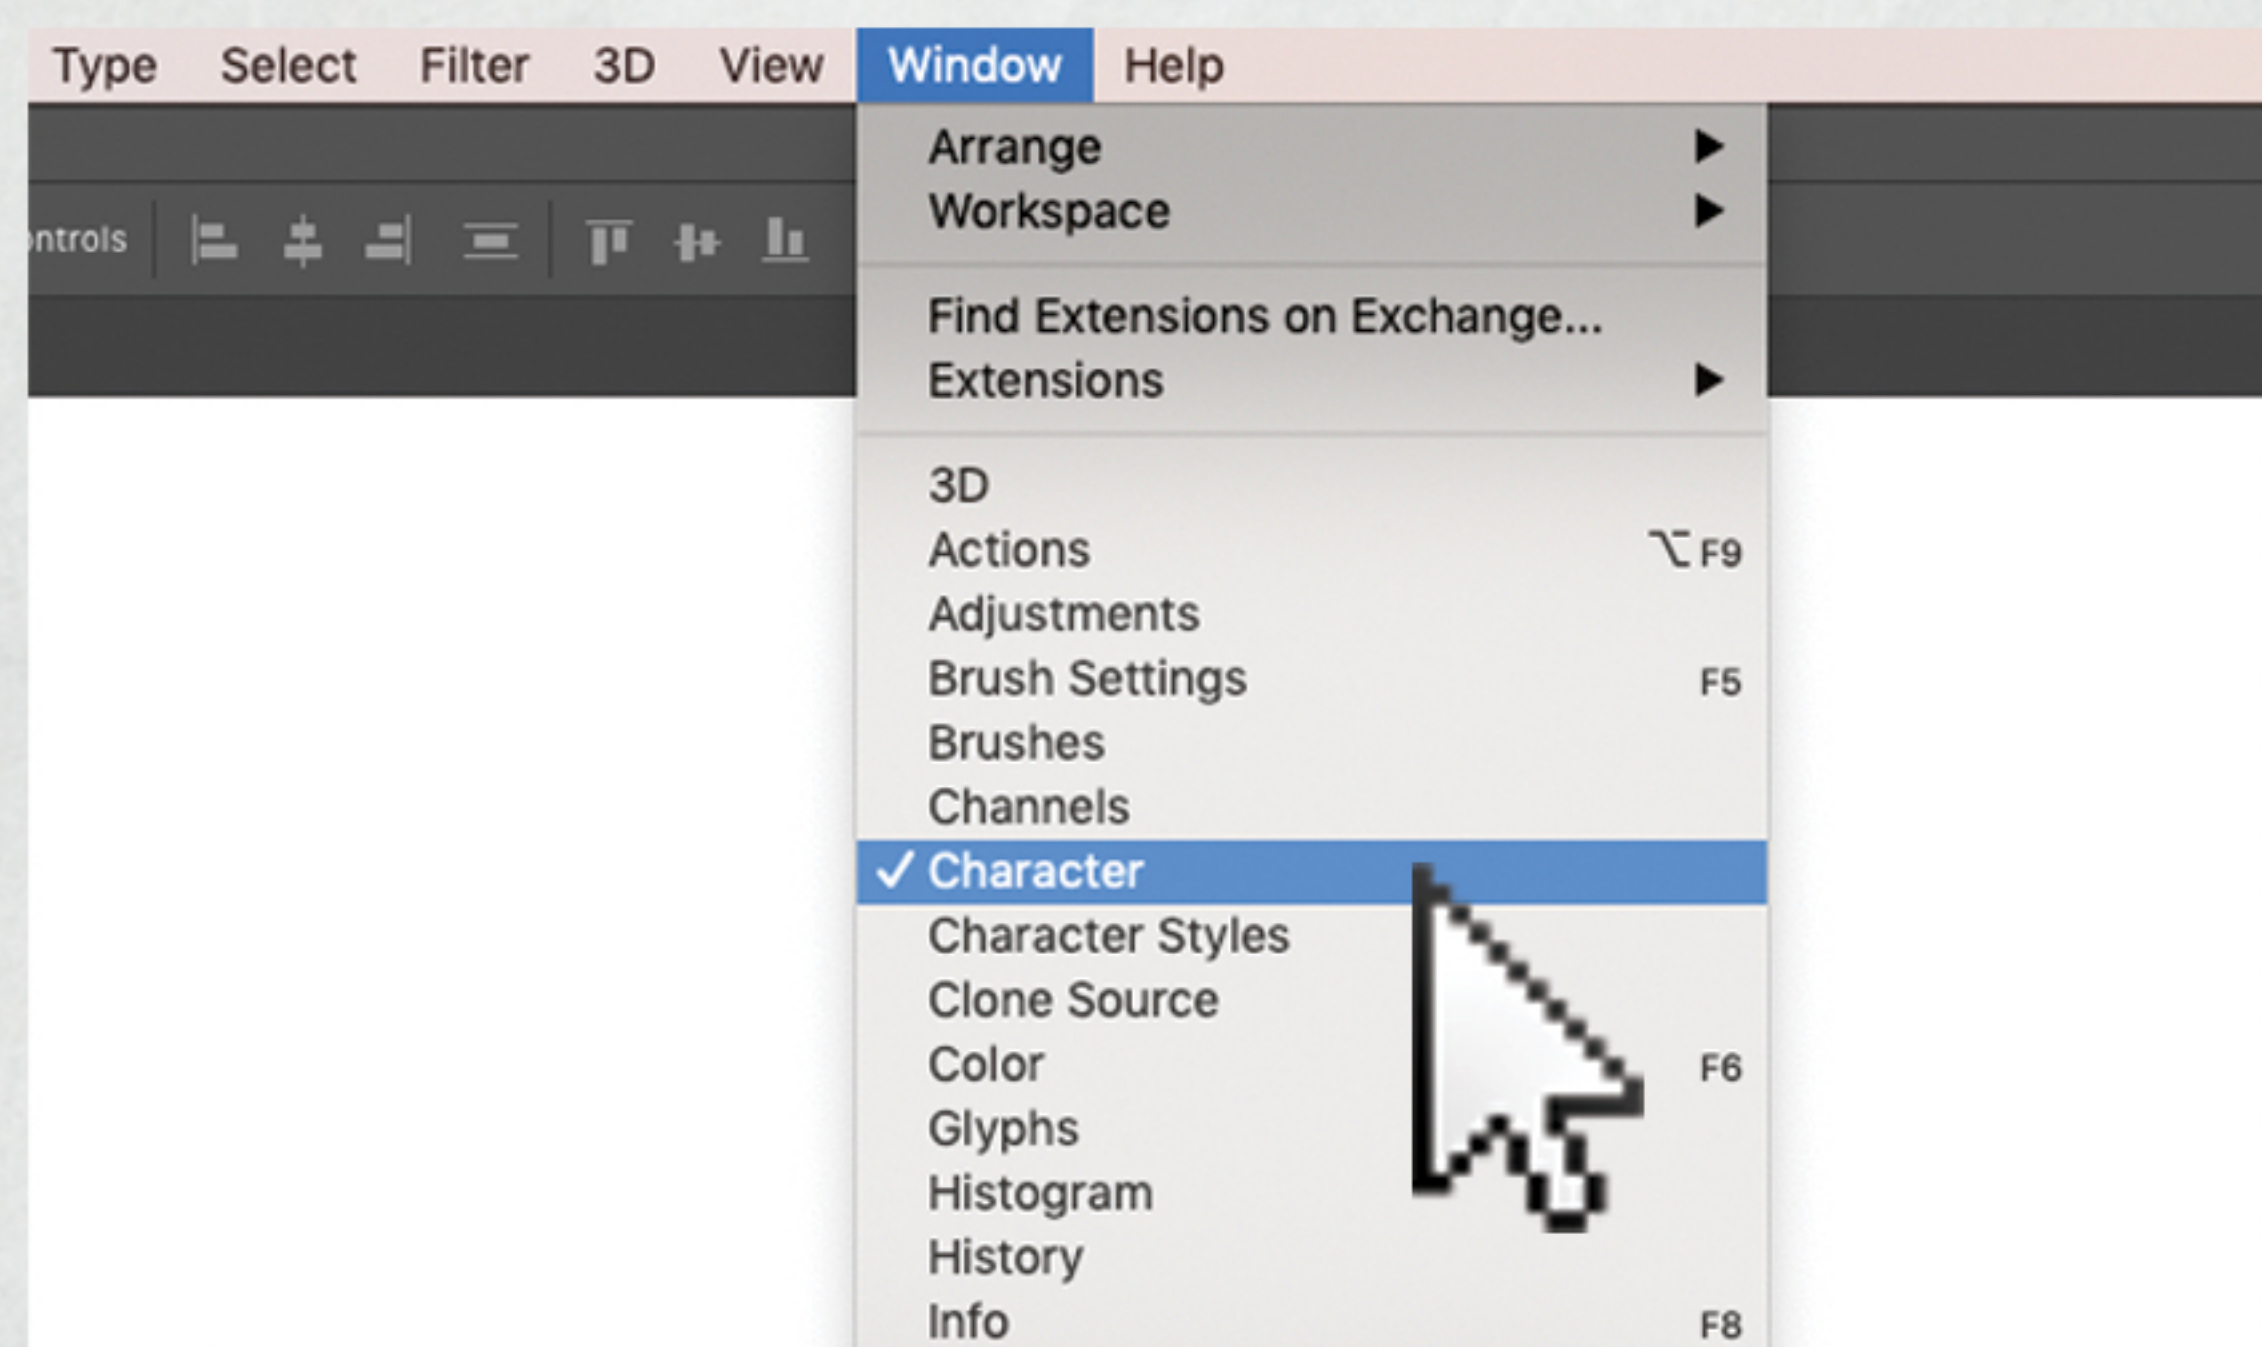 Type Select Filter 3D View Window Help
ontrols
Arrange
Workspace
Find Extensions on Exchange...
Extensions
3D
Actions ⌥F9
Adjustments
Brush Settings F5
Brushes
Channels
✓ Character
Character Styles
Clone Source
Color F6
Glyphs
Histogram
History
Info F8